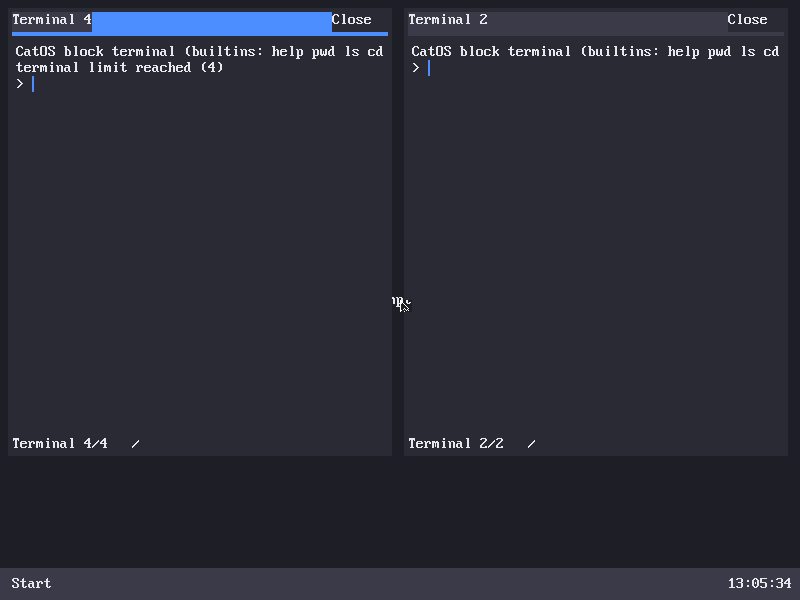 Terminal 4 Close
CatOS block terminal (builtins: help pwd ls cd
terminal limit reached (4)
>
Terminal 4/4 /
Terminal 2 Close
CatOS block terminal (builtins: help pwd ls cd
>
Terminal 2/2 /
Start 13:05:34